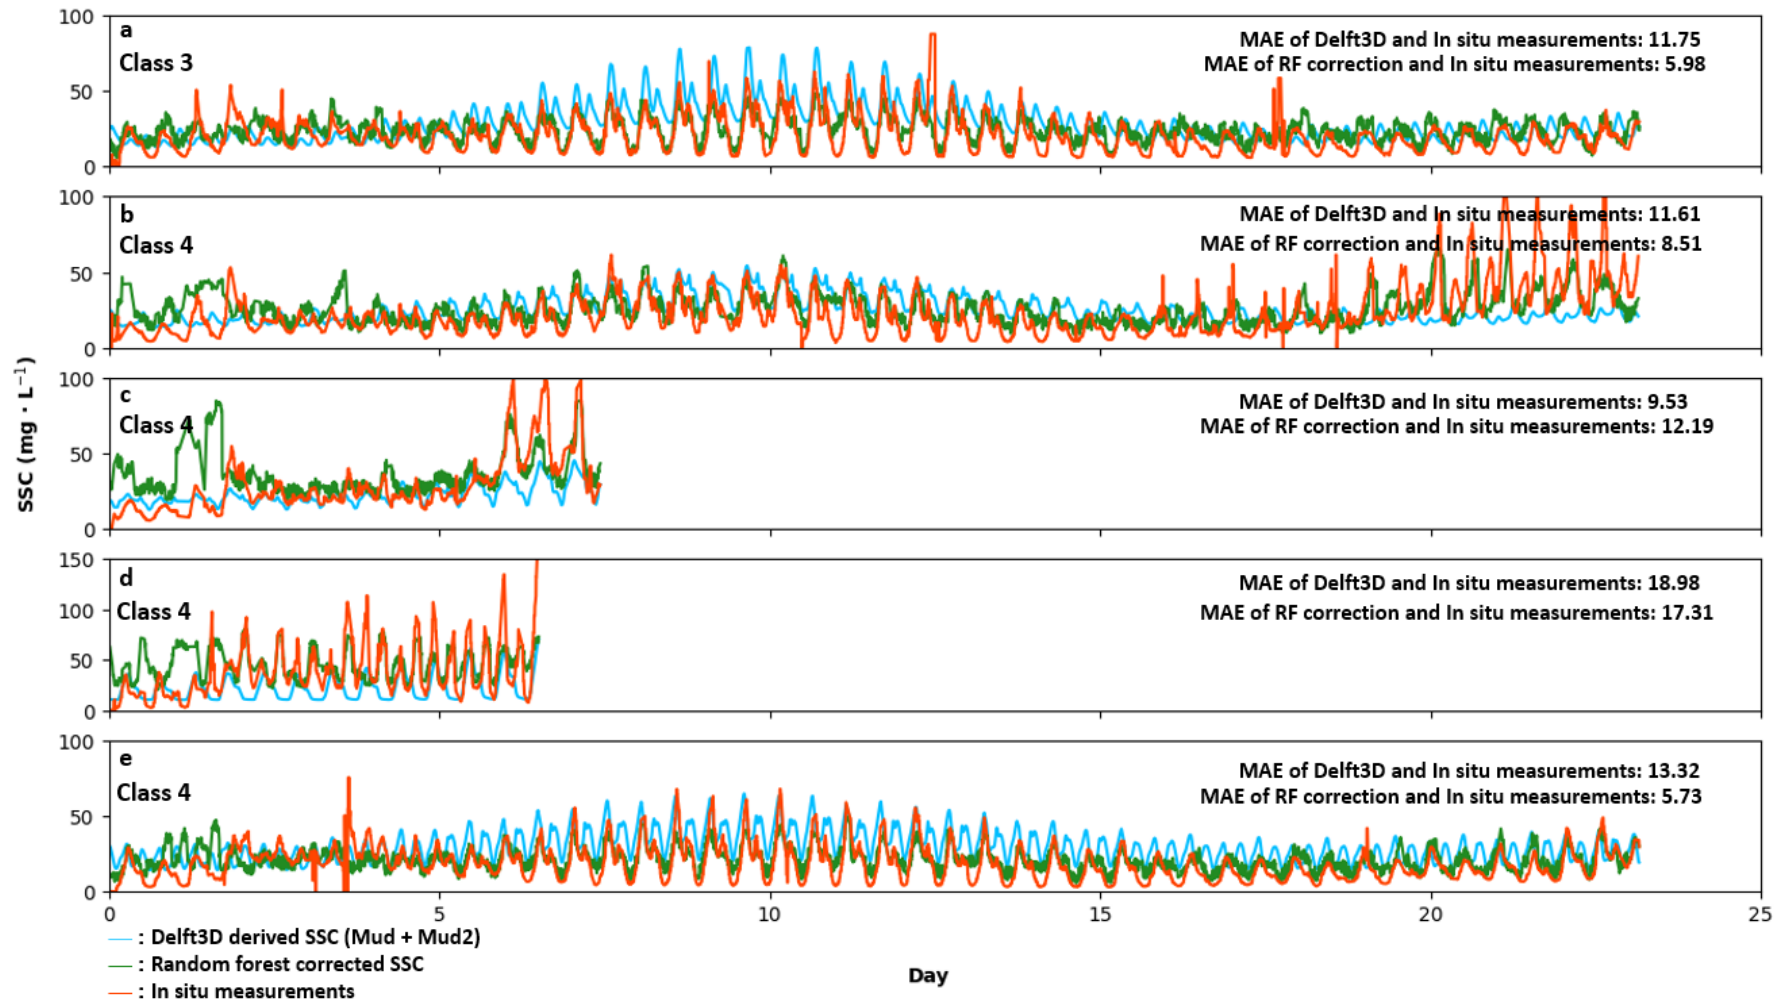 100
a
Class 3
MAE of Delft3D and In situ measurements: 11.75
MAE of RF correction and In situ measurements: 5.98
50
0
100
b
Class 4
MAE of Delft3D and In situ measurements: 11.61
MAE of RF correction and In situ measurements: 8.51
50
0
100
c
Class 4
MAE of Delft3D and In situ measurements: 9.53
MAE of RF correction and In situ measurements: 12.19
50
0
SSC (mg · L⁻¹)
150
d
Class 4
MAE of Delft3D and In situ measurements: 18.98
MAE of RF correction and In situ measurements: 17.31
100
50
0
100
e
Class 4
MAE of Delft3D and In situ measurements: 13.32
MAE of RF correction and In situ measurements: 5.73
50
0
0 5 10 15 20 25
: Delft3D derived SSC (Mud + Mud2)
: Random forest corrected SSC
: In situ measurements
Day